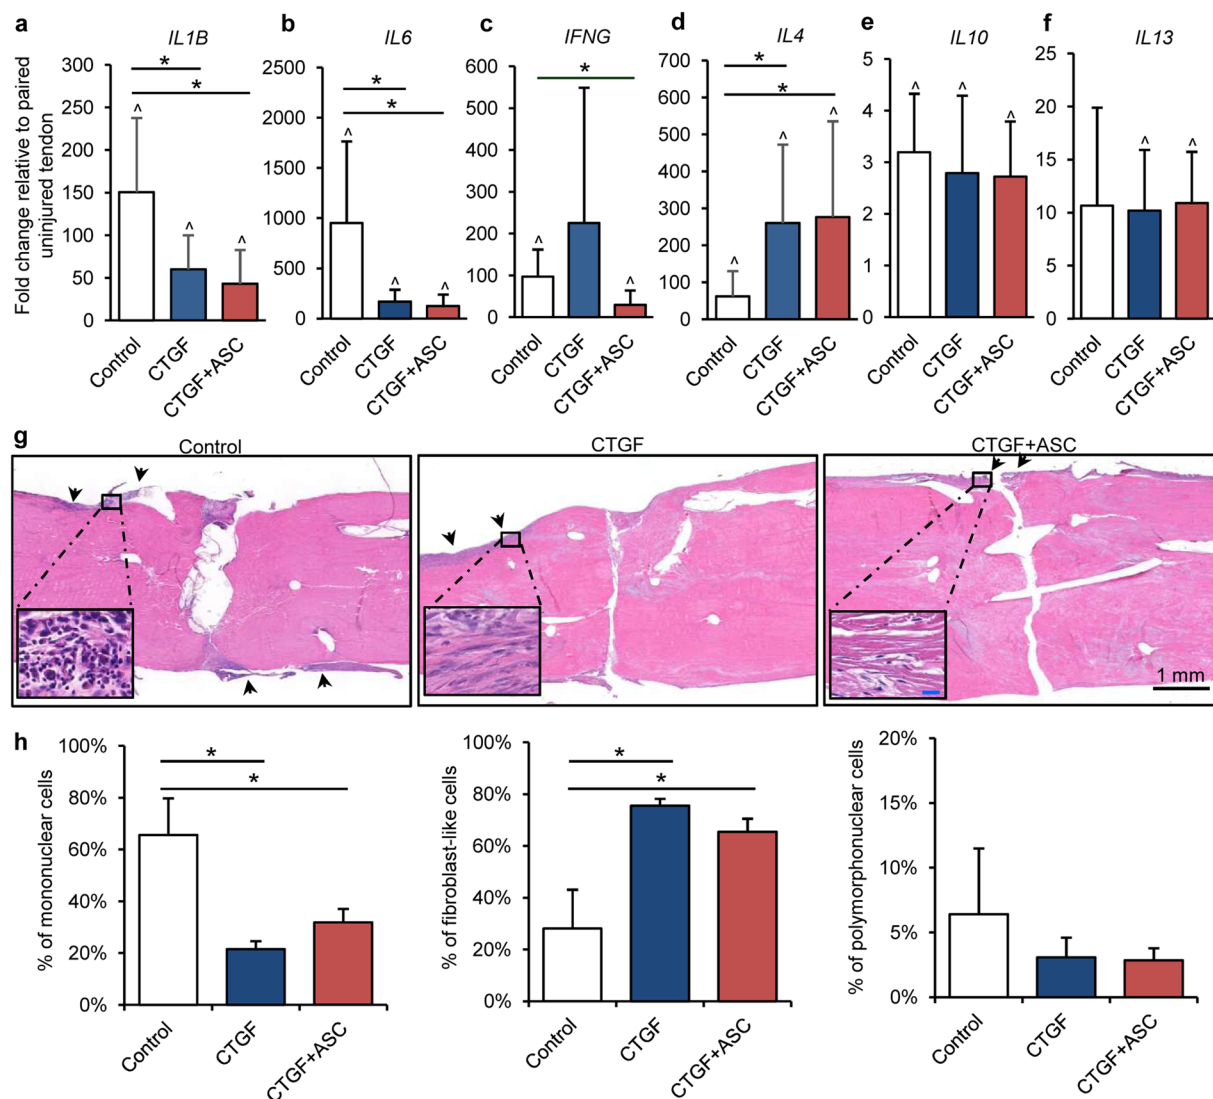 a
IL1B
b
IL6
c
IFNG
d
IL4
e
IL10
f
IL13
Fold change relative to paired
uninjured tendon
300
250
200
150
100
50
0
*
*
^
^
^
Control
CTGF
CTGF+ASC
2500
2000
1500
1000
500
0
*
*
^
^
^
Control
CTGF
CTGF+ASC
600
500
400
300
200
100
0
*
^
^
Control
CTGF
CTGF+ASC
700
600
500
400
300
200
100
0
*
*
^
^
^
Control
CTGF
CTGF+ASC
5
4
3
2
1
0
^
^
^
Control
CTGF
CTGF+ASC
25
20
15
10
5
0
^
^
Control
CTGF
CTGF+ASC
g
Control
CTGF
CTGF+ASC
1 mm
h
% of mononuclear cells
100%
80%
60%
40%
20%
0%
*
*
Control
CTGF
CTGF+ASC
% of fibroblast-like cells
100%
80%
60%
40%
20%
0%
*
*
Control
CTGF
CTGF+ASC
% of polymorphonuclear cells
20%
15%
10%
5%
0%
Control
CTGF
CTGF+ASC